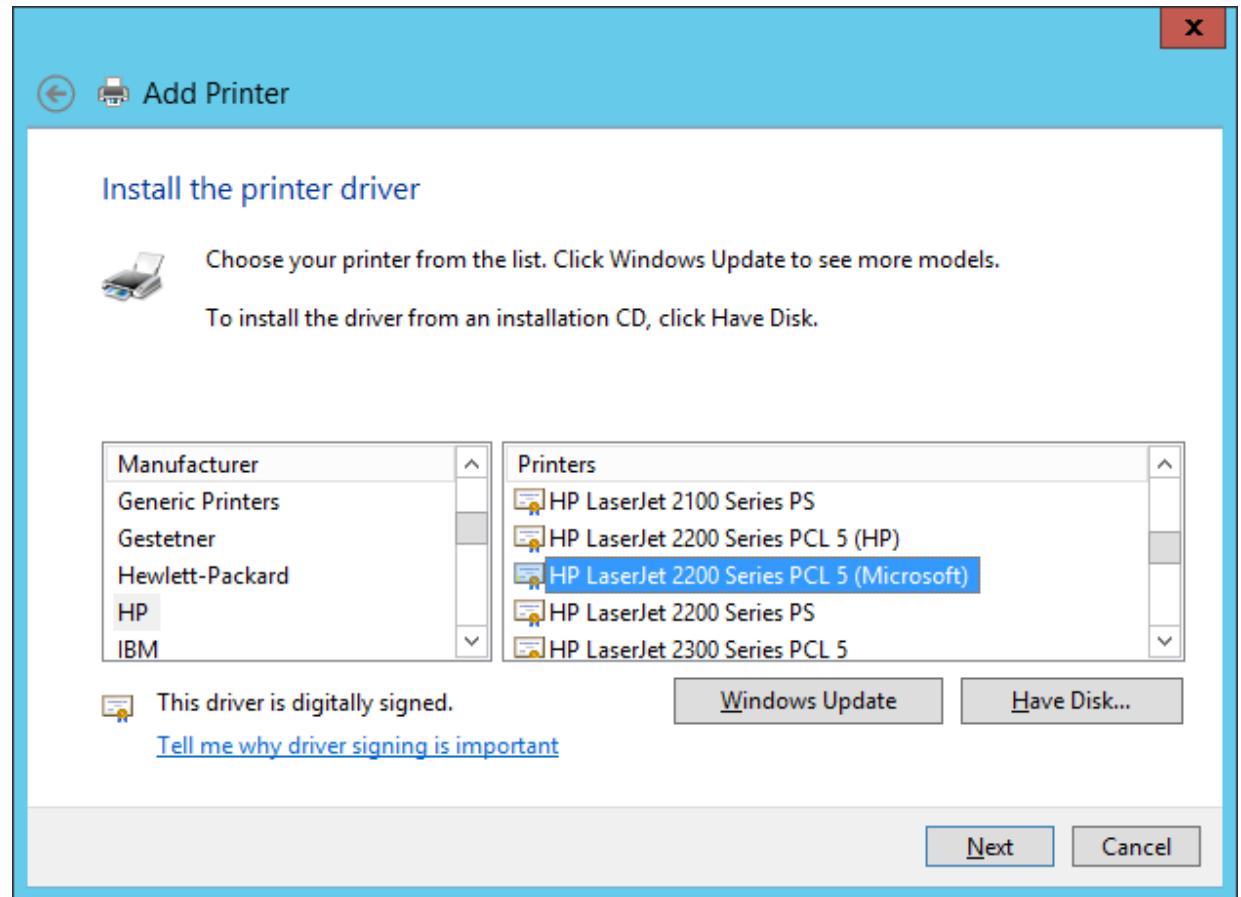 x
Add Printer
Install the printer driver
Choose your printer from the list. Click Windows Update to see more models.
To install the driver from an installation CD, click Have Disk.
Manufacturer
Generic Printers
Gestetner
Hewlett-Packard
HP
IBM
Printers
HP LaserJet 2100 Series PS
HP LaserJet 2200 Series PCL 5 (HP)
HP LaserJet 2200 Series PCL 5 (Microsoft)
HP LaserJet 2200 Series PS
HP LaserJet 2300 Series PCL 5
This driver is digitally signed.
Tell me why driver signing is important
Windows Update
Have Disk...
Next
Cancel